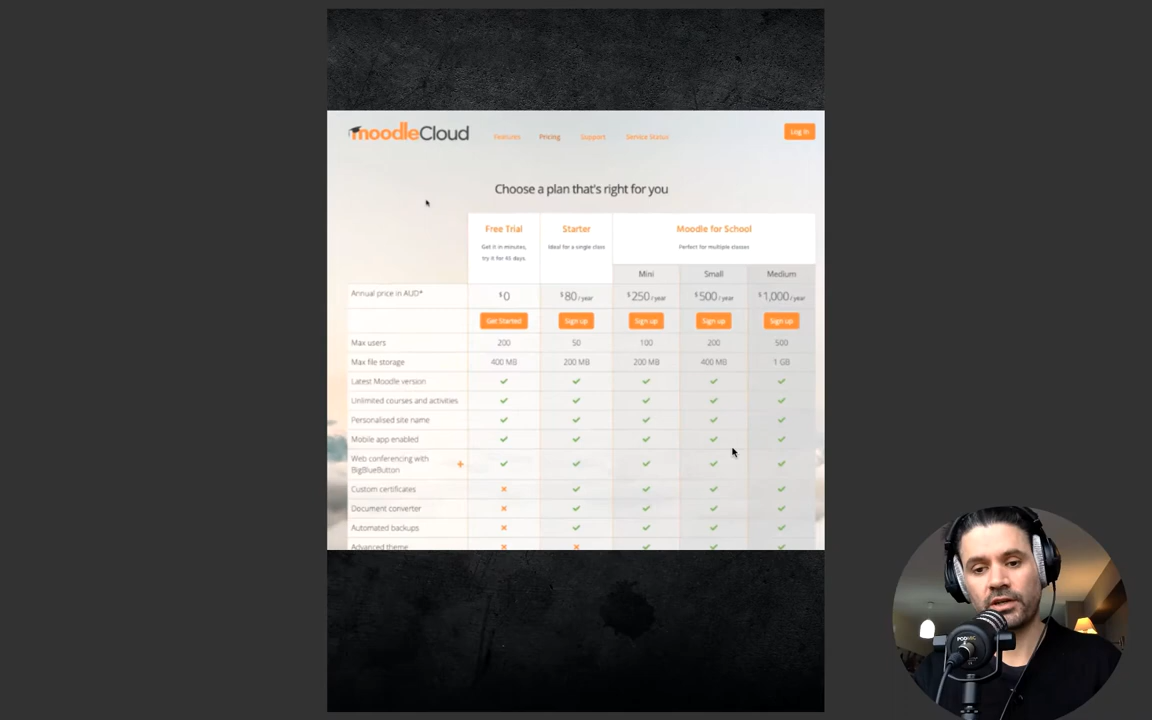 moodleCloud
Features Pricing Support Service Status
Log in
Choose a plan that's right for you
Free Trial Starter Moodle for School
Get it in minutes, Ideal for a single class Perfect for multiple classes
try it for 45 days.
Mini Small Medium
Annual price in AUD* $0 $80/year $250/year $500/year $1,000/year
Get Started Sign up Sign up Sign up Sign up
Max users 200 50 100 200 500
Max file storage 400 MB 200 MB 200 MB 400 MB 1 GB
Latest Moodle version
Unlimited courses and activities
Personalised site name
Mobile app enabled
Web conferencing with
BigBlueButton
Custom certificates
Document converter
Automated backups
Advanced theme
PODMIC